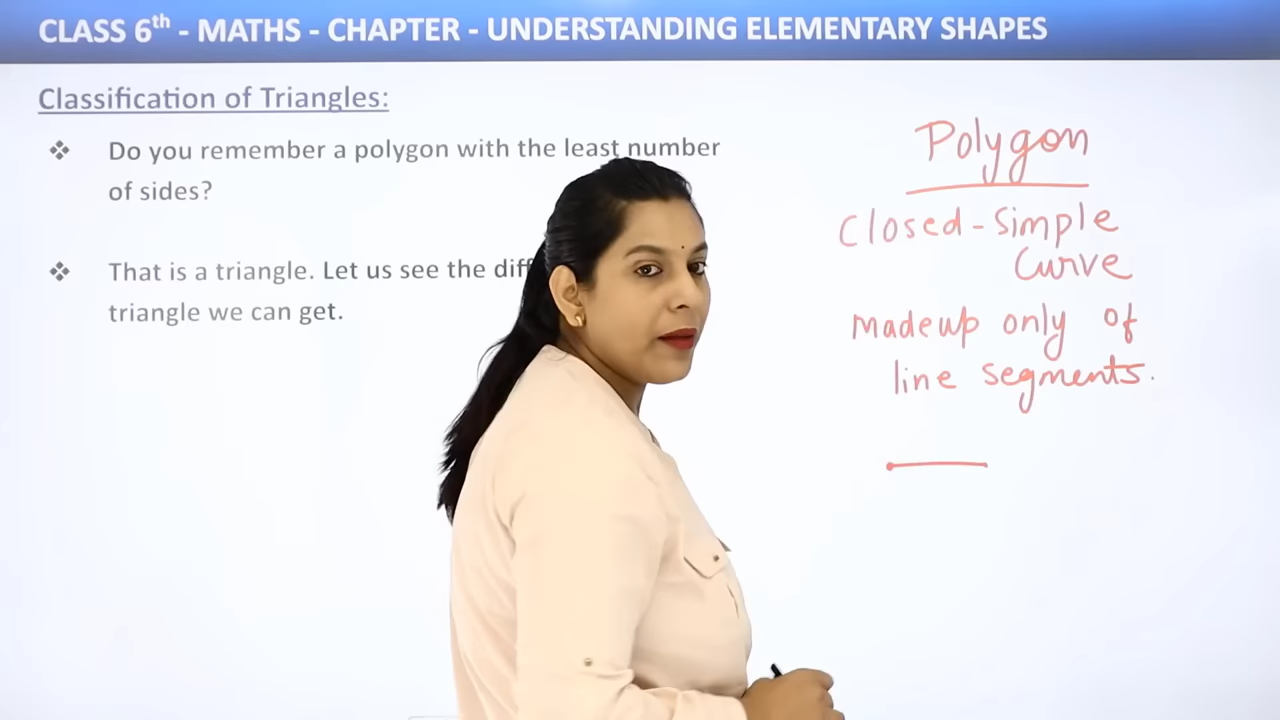 CLASS 6th - MATHS - CHAPTER - UNDERSTANDING ELEMENTARY SHAPES
Classification of Triangles:
❖ Do you remember a polygon with the least number
of sides?
❖ That is a triangle. Let us see the
triangle we can get.
Polygon
Closed-Simple
Curve
Madeup only of
line segments.